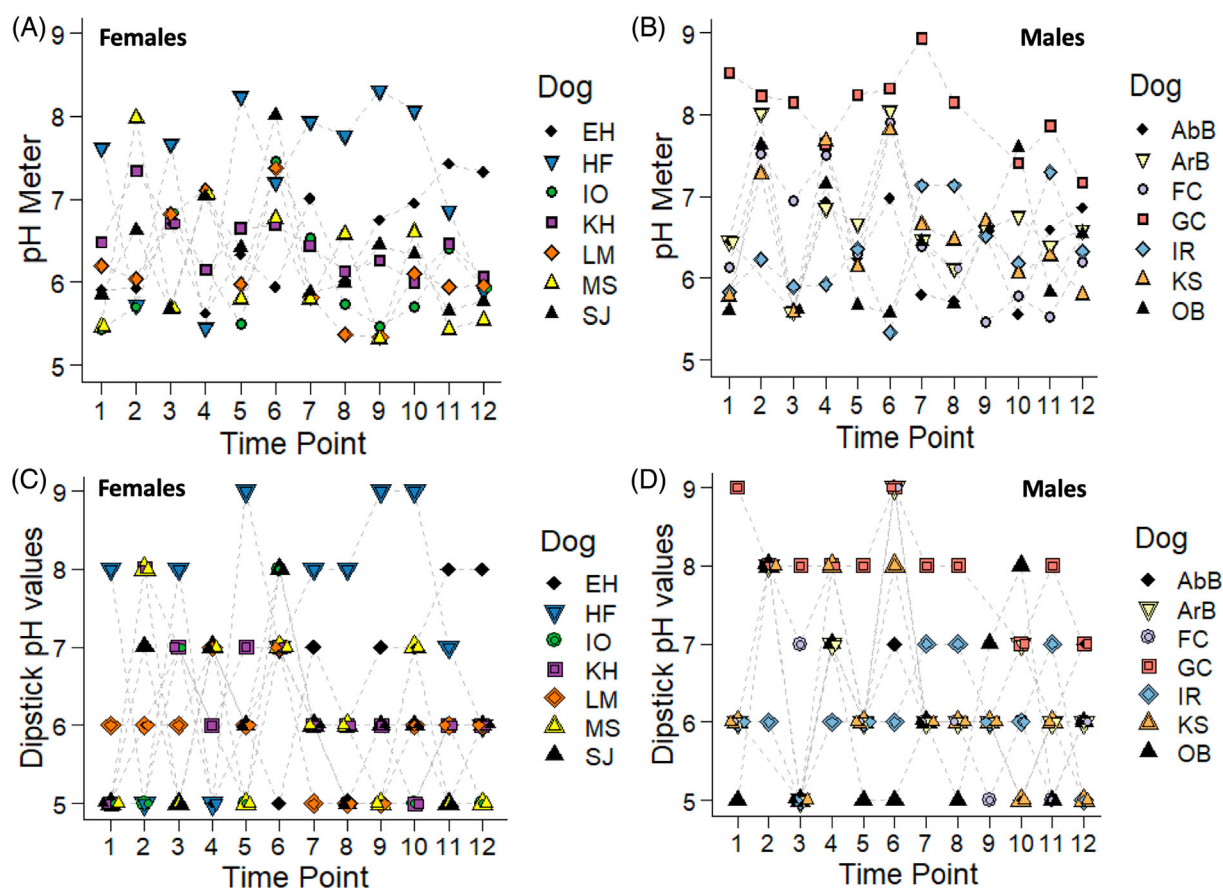 (A) Females
pH Meter
9
8
7
6
5
1 2 3 4 5 6 7 8 9 10 11 12
Time Point
Dog
EH
HF
IO
KH
LM
MS
SJ
(B) Males
pH Meter
9
8
7
6
5
1 2 3 4 5 6 7 8 9 10 11 12
Time Point
Dog
AbB
ArB
FC
GC
IR
KS
OB
(C) Females
Dipstick pH values
9
8
7
6
5
1 2 3 4 5 6 7 8 9 10 11 12
Time Point
Dog
EH
HF
IO
KH
LM
MS
SJ
(D) Males
Dipstick pH values
9
8
7
6
5
1 2 3 4 5 6 7 8 9 10 11 12
Time Point
Dog
AbB
ArB
FC
GC
IR
KS
OB